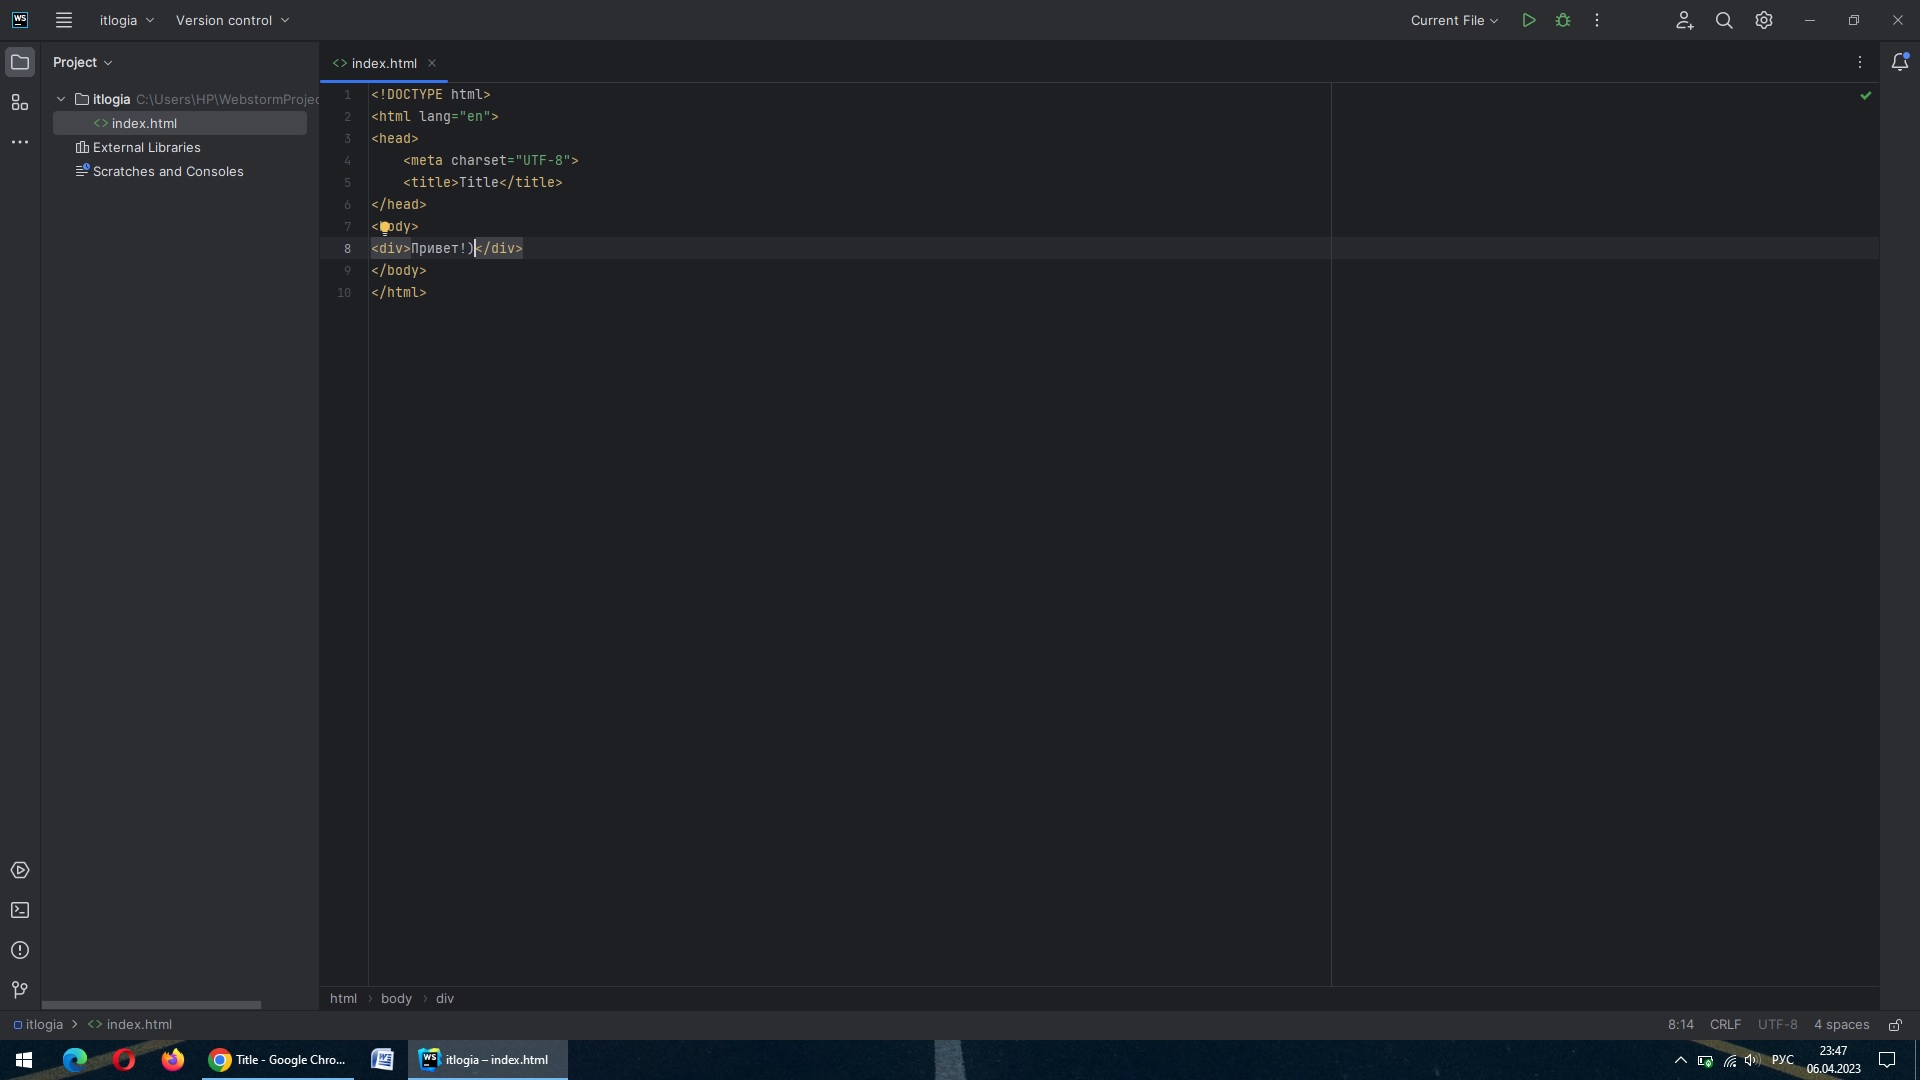 WS itlogia Version control Current File
Project
index.html
itlogia C:\Users\HP\WebstormProjec
index.html
External Libraries
Scratches and Consoles
1 <!DOCTYPE html>
2 <html lang="en">
3 <head>
4 <meta charset="UTF-8">
5 <title>Title</title>
6 </head>
7 <body>
8 <div>Привет!)</div>
9 </body>
10 </html>
html › body › div
itlogia > index.html
8:14 CRLF UTF-8 4 spaces
Title - Google Chro...
WS itlogia – index.html
РУС
23:47
06.04.2023